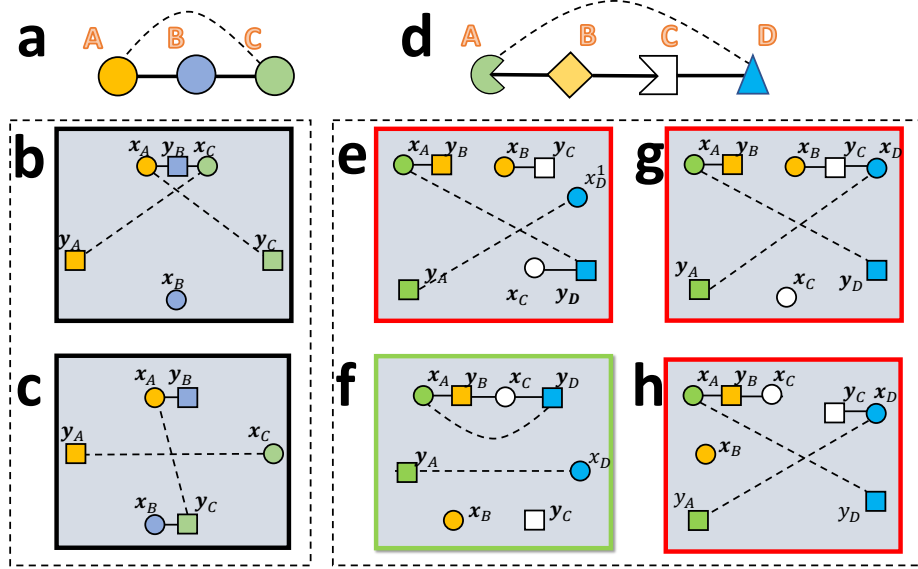 a
A B C
d
A B C D
b
x_A y_B x_C
y_A y_C
x_B
c
x_A y_B
y_A x_C
x_B y_C
e
x_A y_B x_B y_C
x_D^1
y_A
x_C y_D
g
x_A y_B x_B y_C x_D
y_A x_C y_D
f
x_A y_B x_C y_D
y_A x_D
x_B y_C
h
x_A y_B x_C y_C x_D
x_B
y_A y_D